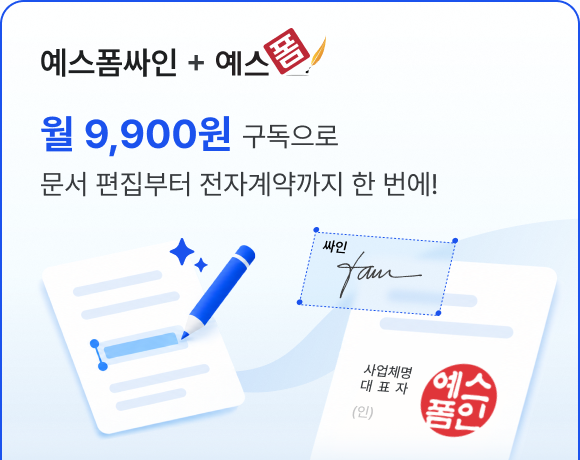 예스폼싸인 + 예스폼
월 9,900원 구독으로
문서 편집부터 전자계약까지 한 번에!
싸인
사업체명
대 표 자
(인)
예스
폼인